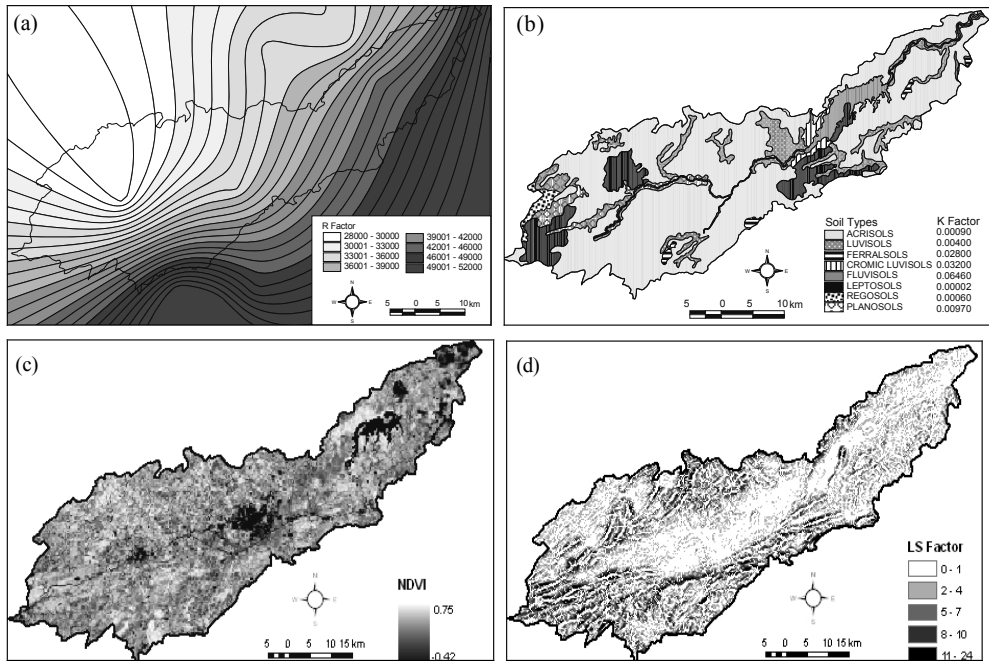 (a)
R Factor
28000 - 30000 39001 - 42000
30001 - 33000 42001 - 46000
33001 - 36000 46001 - 49000
36001 - 39000 49001 - 52000
N
W E
S
5 0 5 10 km
(b)
Soil Types K Factor
ACRISOLS 0.00090
LUVISOLS 0.00400
FERRALSOLS 0.02800
CROMIC LUVISOLS 0.03200
FLUVISOLS 0.06460
LEPTOSOLS 0.00002
REGOSOLS 0.00060
PLANOSOLS 0.00970
N
W E
S
5 0 5 10 km
(c)
NDVI
0.75
-0.42
N
W E
S
5 0 5 10 15 km
(d)
LS Factor
0 - 1
2 - 4
5 - 7
8 - 10
11 - 24
N
W E
S
5 0 5 10 15 km